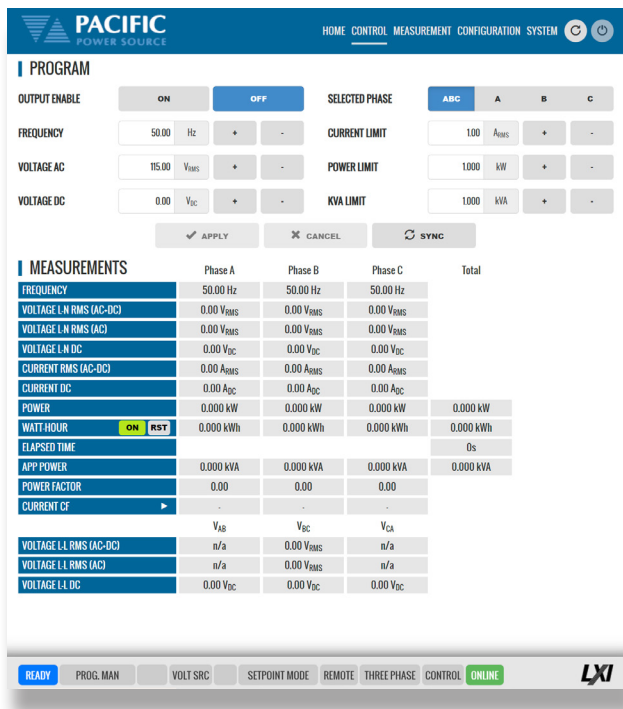 PACIFIC
POWER SOURCE
HOME CONTROL MEASUREMENT CONFIGURATION SYSTEM
PROGRAM
OUTPUT ENABLE ON OFF SELECTED PHASE ABC A B C
FREQUENCY 50.00 Hz + - CURRENT LIMIT 1.00 ARMS + -
VOLTAGE AC 115.00 VRMS + - POWER LIMIT 1.000 kW + -
VOLTAGE DC 0.00 VDC + - KVA LIMIT 1.000 kVA + -
APPLY CANCEL SYNC
MEASUREMENTS Phase A Phase B Phase C Total
FREQUENCY 50.00 Hz 50.00 Hz 50.00 Hz
VOLTAGE L-N RMS (AC-DC) 0.00 VRMS 0.00 VRMS 0.00 VRMS
VOLTAGE L-N RMS (AC) 0.00 VRMS 0.00 VRMS 0.00 VRMS
VOLTAGE L-N DC 0.00 VDC 0.00 VDC 0.00 VDC
CURRENT RMS (AC-DC) 0.00 ARMS 0.00 ARMS 0.00 ARMS
CURRENT DC 0.00 ADC 0.00 ADC 0.00 ADC
POWER 0.000 kW 0.000 kW 0.000 kW 0.000 kW
WATT-HOUR ON RST 0.000 kWh 0.000 kWh 0.000 kWh 0.000 kWh
ELAPSED TIME 0s
APP POWER 0.000 kVA 0.000 kVA 0.000 kVA 0.000 kVA
POWER FACTOR 0.00 0.00 0.00
CURRENT CF - - -
VAB VBC VCA
VOLTAGE L-L RMS (AC-DC) n/a 0.00 VRMS n/a
VOLTAGE L-L RMS (AC) n/a 0.00 VRMS n/a
VOLTAGE L-L DC 0.00 VDC 0.00 VDC 0.00 VDC
READY PROG. MAN VOLT SRC SETPOINT MODE REMOTE THREE PHASE CONTROL ONLINE LXI